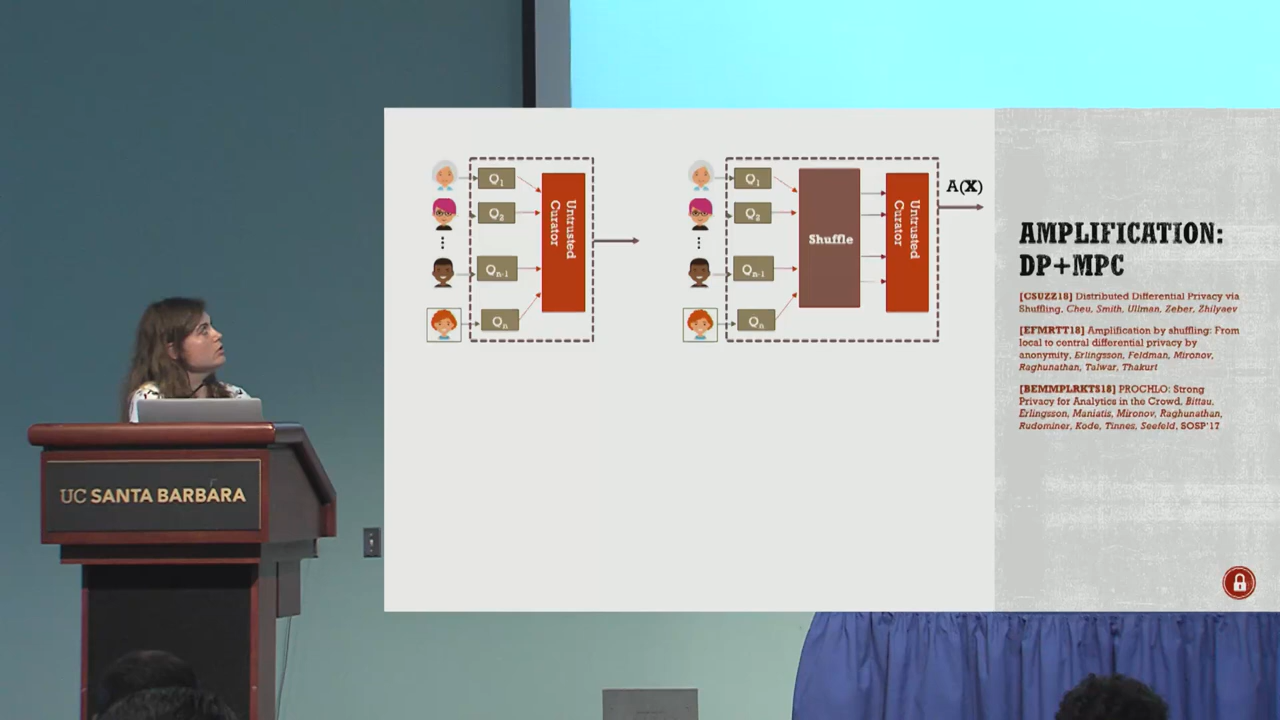 Q1
Q2
Qn-1
Qn
Untrusted
Curator
Q1
Q2
Qn-1
Qn
Shuffle
Untrusted
Curator
A(X)
AMPLIFICATION:
DP+MPC
[CSUZZ18] Distributed Differential Privacy via
Shuffling, Cheu, Smith, Ullman, Zeber, Zhilyaev
[EFMRTT18] Amplification by shuffling: From
local to central differential privacy by
anonymity, Erlingsson, Feldman, Mironov,
Raghunathan, Talwar, Thakurt
[BEMMPLRKTS18] PROCHLO: Strong
Privacy for Analytics in the Crowd, Bittau,
Erlingsson, Maniatis, Mironov, Raghunathan,
Rudominer, Kode, Tinnes, Seefeld, SOSP'17
UC SANTA BARBARA